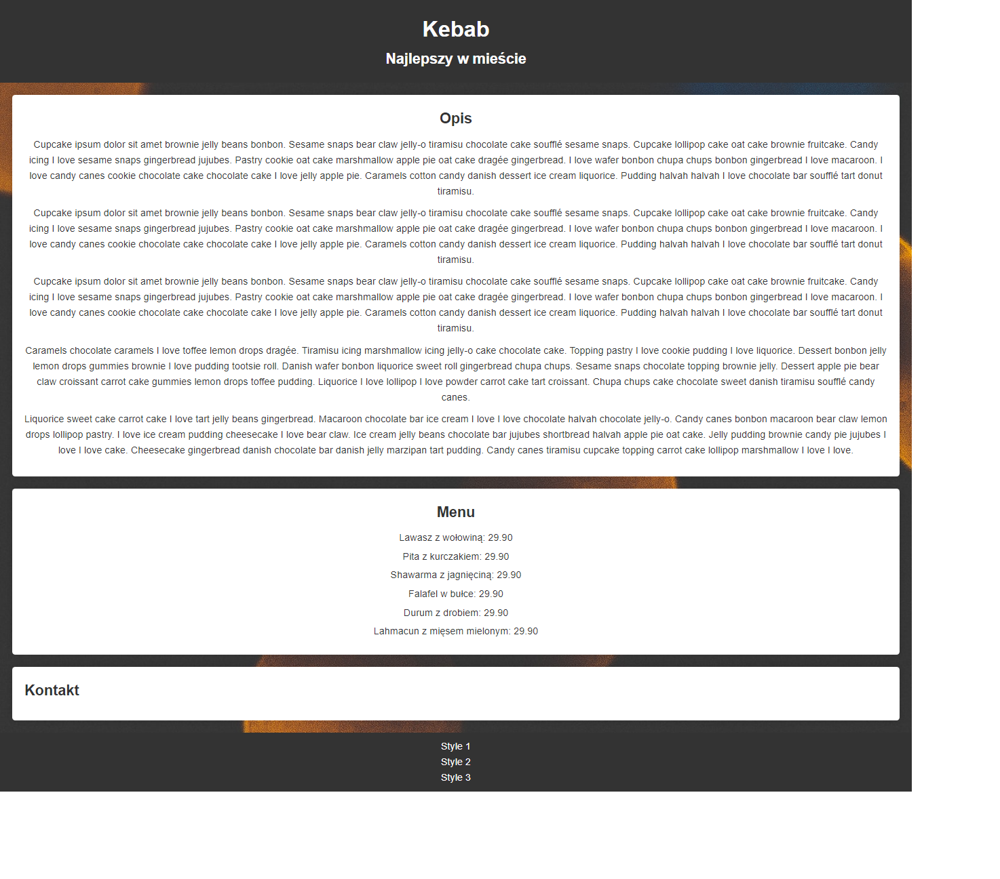 Kebab
Najlepszy w mieście
Opis
Cupcake ipsum dolor sit amet brownie jelly beans bonbon. Sesame snaps bear claw jelly-o tiramisu chocolate cake soufflé sesame snaps. Cupcake lollipop cake oat cake brownie fruitcake. Candy
icing I love sesame snaps gingerbread jujubes. Pastry cookie oat cake marshmallow apple pie oat cake dragée gingerbread. I love wafer bonbon chupa chups bonbon gingerbread I love macaroon. I
love candy canes cookie chocolate cake chocolate cake I love jelly apple pie. Caramels cotton candy danish dessert ice cream liquorice. Pudding halvah halvah I love chocolate bar soufflé tart donut
tiramisu.
Cupcake ipsum dolor sit amet brownie jelly beans bonbon. Sesame snaps bear claw jelly-o tiramisu chocolate cake soufflé sesame snaps. Cupcake lollipop cake oat cake brownie fruitcake. Candy
icing I love sesame snaps gingerbread jujubes. Pastry cookie oat cake marshmallow apple pie oat cake dragée gingerbread. I love wafer bonbon chupa chups bonbon gingerbread I love macaroon. I
love candy canes cookie chocolate cake chocolate cake I love jelly apple pie. Caramels cotton candy danish dessert ice cream liquorice. Pudding halvah halvah I love chocolate bar soufflé tart donut
tiramisu.
Cupcake ipsum dolor sit amet brownie jelly beans bonbon. Sesame snaps bear claw jelly-o tiramisu chocolate cake soufflé sesame snaps. Cupcake lollipop cake oat cake brownie fruitcake. Candy
icing I love sesame snaps gingerbread jujubes. Pastry cookie oat cake marshmallow apple pie oat cake dragée gingerbread. I love wafer bonbon chupa chups bonbon gingerbread I love macaroon. I
love candy canes cookie chocolate cake chocolate cake I love jelly apple pie. Caramels cotton candy danish dessert ice cream liquorice. Pudding halvah halvah I love chocolate bar soufflé tart donut
tiramisu.
Caramels chocolate caramels I love toffee lemon drops dragée. Tiramisu icing marshmallow icing jelly-o cake chocolate cake. Topping pastry I love cookie pudding I love liquorice. Dessert bonbon jelly
lemon drops gummies brownie I love pudding tootsie roll. Danish wafer bonbon liquorice sweet roll gingerbread chupa chups. Sesame snaps chocolate topping brownie jelly. Dessert apple pie bear
claw croissant carrot cake gummies lemon drops toffee pudding. Liquorice I love lollipop I love powder carrot cake tart croissant. Chupa chups cake chocolate sweet danish tiramisu soufflé candy
canes.
Liquorice sweet cake carrot cake I love tart jelly beans gingerbread. Macaroon chocolate bar ice cream I love I love chocolate halvah chocolate jelly-o. Candy canes bonbon macaroon bear claw lemon
drops lollipop pastry. I love ice cream pudding cheesecake I love bear claw. Ice cream jelly beans chocolate bar jujubes shortbread halvah apple pie oat cake. Jelly pudding brownie candy pie jujubes I
love I love cake. Cheesecake gingerbread danish chocolate bar danish jelly marzipan tart pudding. Candy canes tiramisu cupcake topping carrot cake lollipop marshmallow I love I love.
Menu
Lawasz z wołowiną: 29.90
Pita z kurczakiem: 29.90
Shawarma z jagnięciną: 29.90
Falafel w bułce: 29.90
Durum z drobiem: 29.90
Lahmacun z mięsem mielonym: 29.90
Kontakt
Style 1
Style 2
Style 3